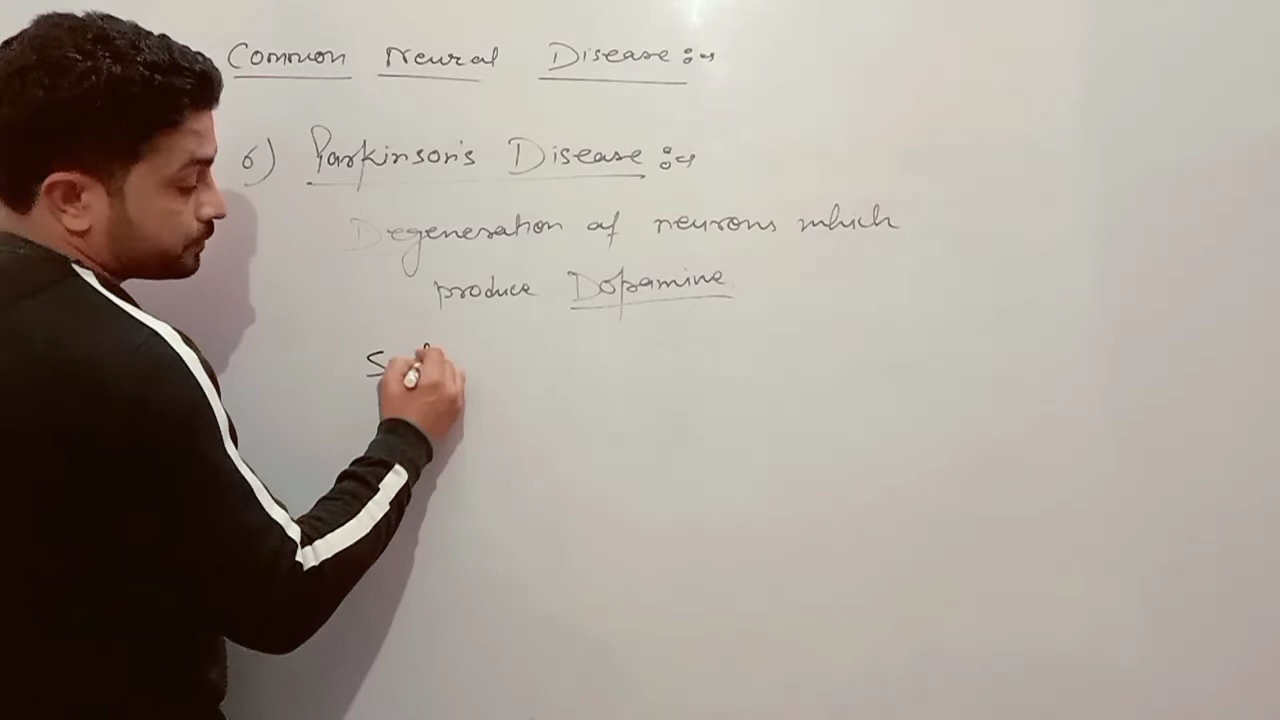 Common Neural Disease :-
6) Parkinson's Disease :-
Degeneration of neurons which
produce Dopamine
S